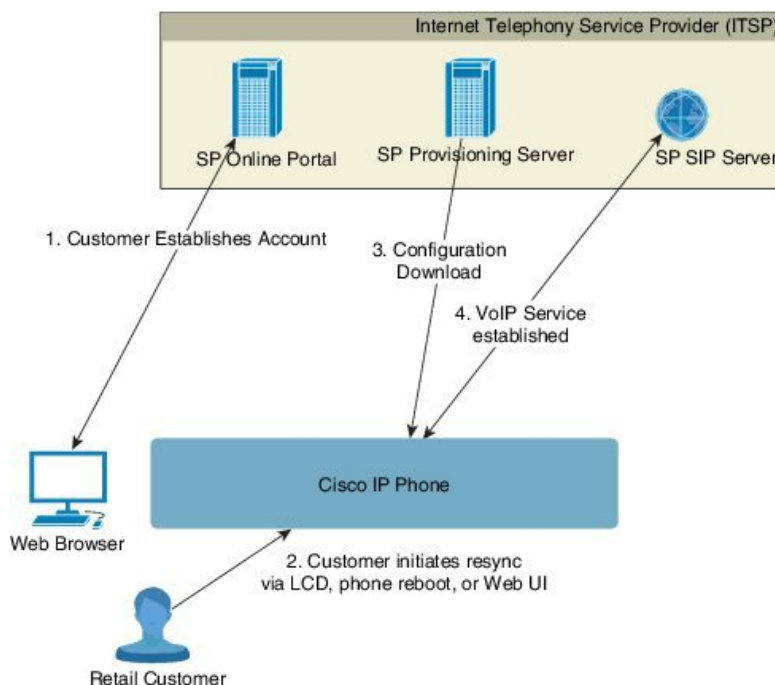 Internet Telephony Service Provider (ITSP)
SP Online Portal
SP Provisioning Server
SP SIP Server
1. Customer Establishes Account
3. Configuration
Download
4. VoIP Service
established
Cisco IP Phone
Web Browser
2. Customer initiates resync
via LCD, phone reboot, or Web UI
Retail Customer